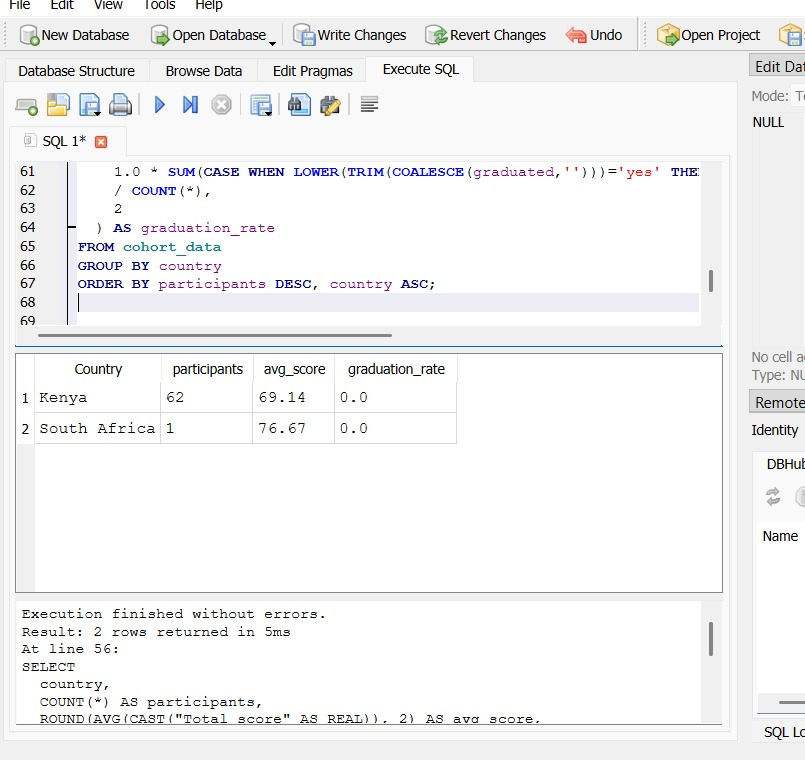 File Edit View Tools Help
New Database Open Database Write Changes Revert Changes Undo Open Project
Database Structure Browse Data Edit Pragmas Execute SQL
Edit Dat
Mode: Te
NULL
SQL 1*
61 1.0 * SUM(CASE WHEN LOWER(TRIM(COALESCE(graduated,'')))='yes' THE
62 / COUNT(*),
63 2
64 ) AS graduation_rate
65 FROM cohort_data
66 GROUP BY country
67 ORDER BY participants DESC, country ASC;
68
69
Country participants avg_score graduation_rate
1 Kenya 62 69.14 0.0
2 South Africa 1 76.67 0.0
No cell a
Type: NU
Remote
Identity
DBHub
Name
Execution finished without errors.
Result: 2 rows returned in 5ms
At line 56:
SELECT
country,
COUNT(*) AS participants,
ROUND(AVG(CAST("Total score" AS REAL)), 2) AS avg_score,
SQL Lo